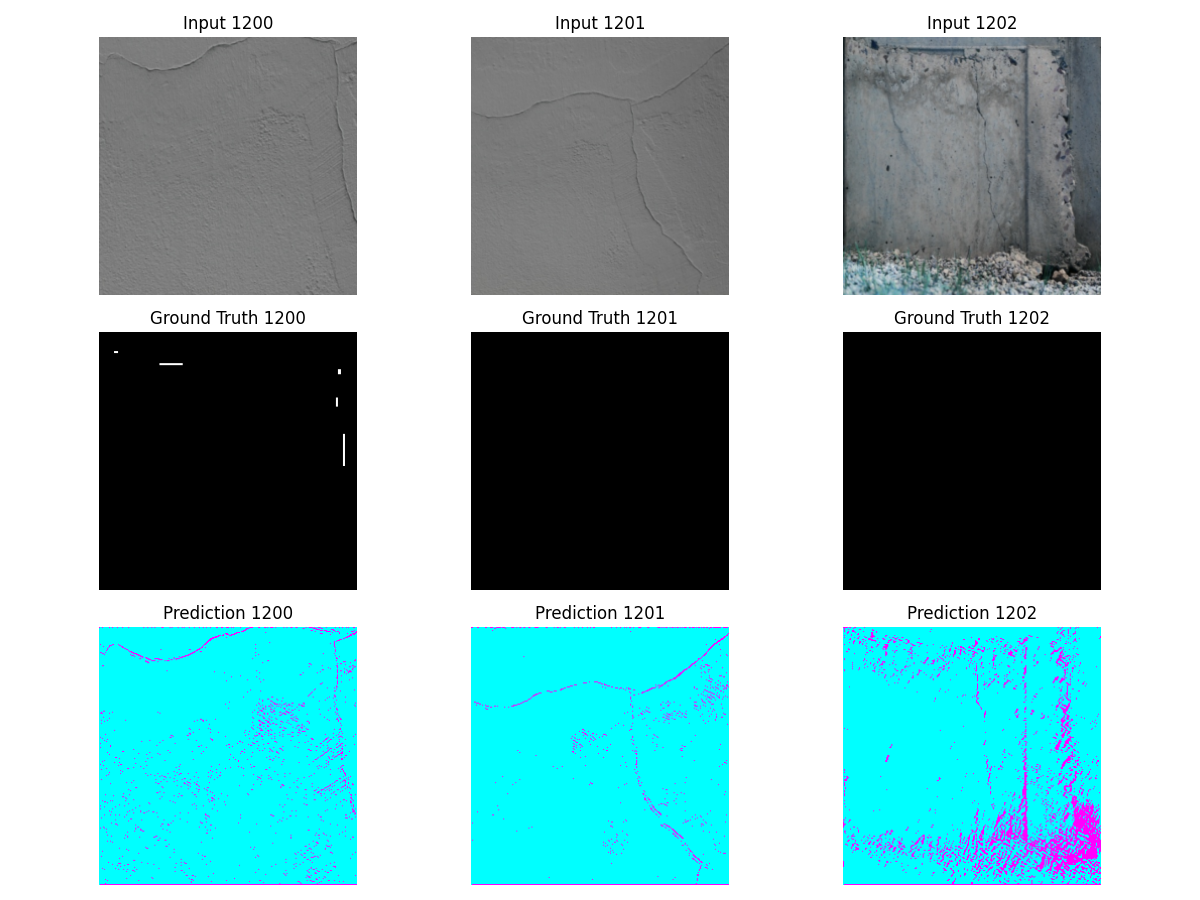 Input 1200
Input 1201
Input 1202
Ground Truth 1200
Ground Truth 1201
Ground Truth 1202
Prediction 1200
Prediction 1201
Prediction 1202